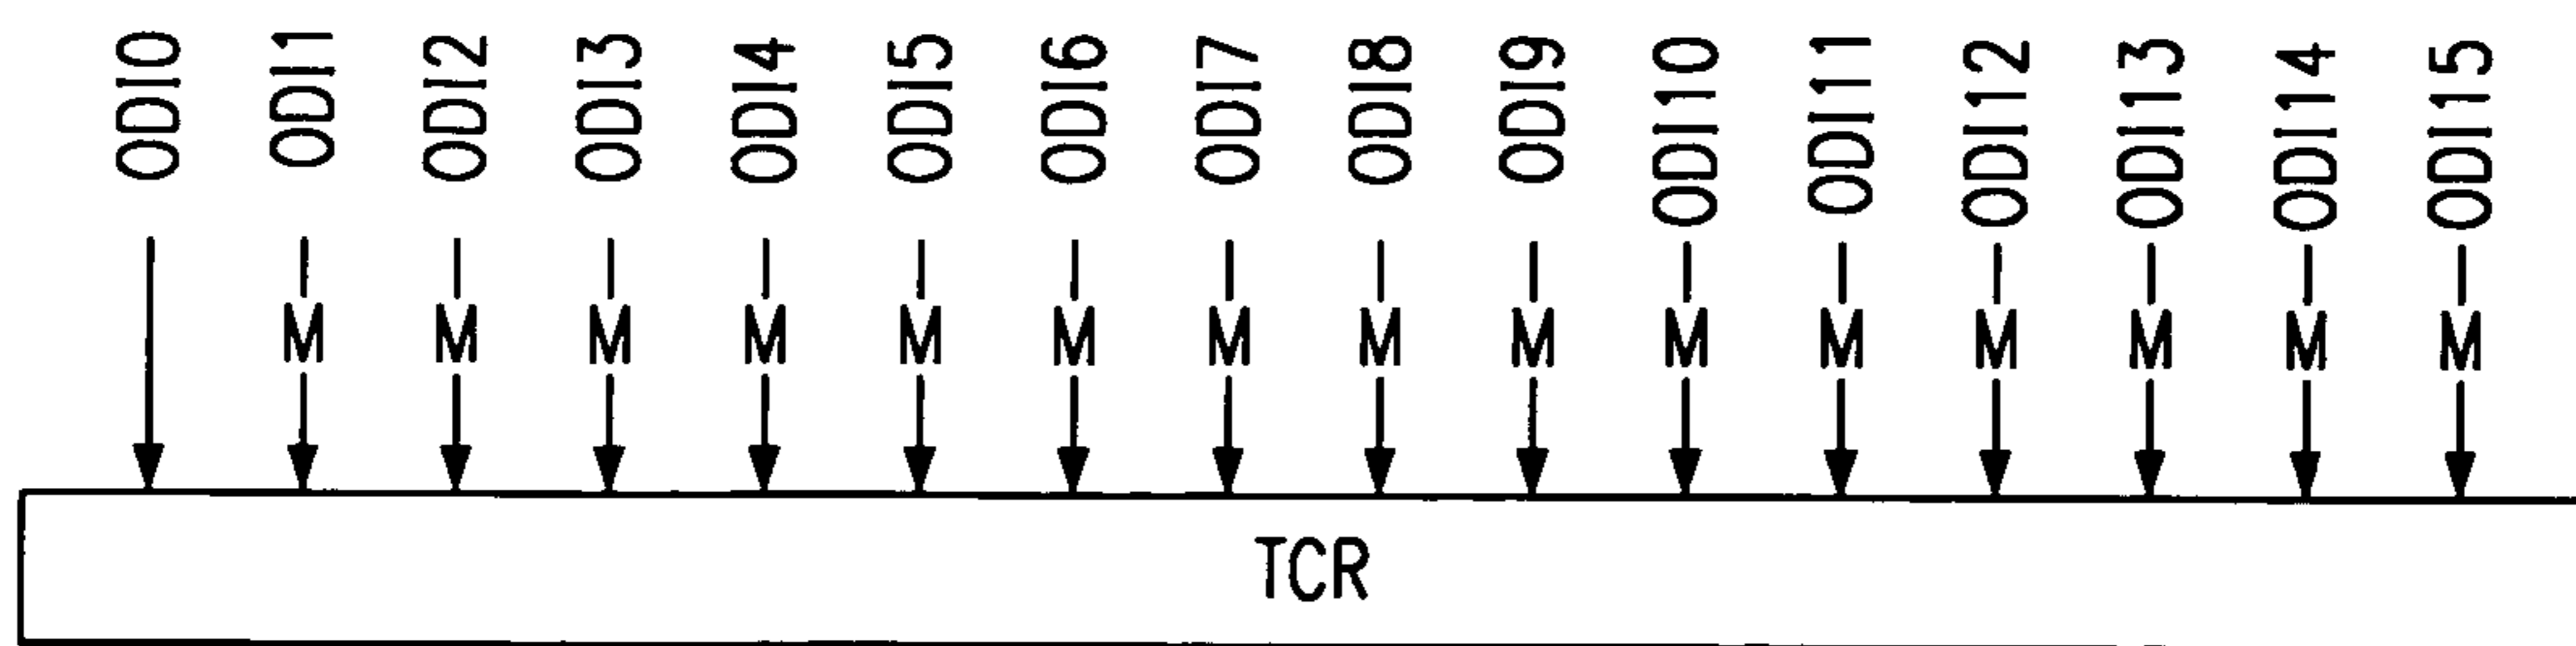 ODI0 ODI1 ODI2 ODI3 ODI4 ODI5 ODI6 ODI7 ODI8 ODI9 ODI10 ODI11 ODI12 ODI13 ODI14 ODI15
M M M M M M M M M M M M M M M
TCR